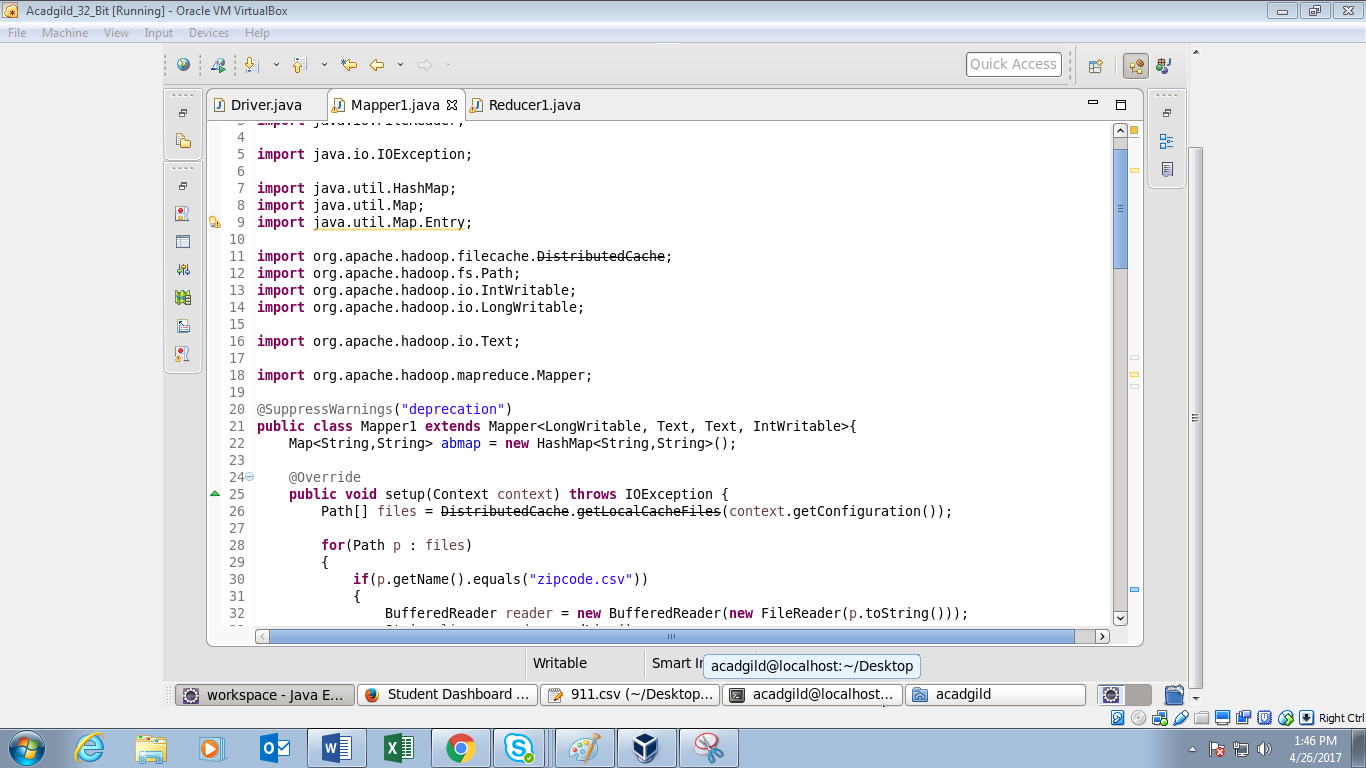 Acadgild_32_Bit [Running] - Oracle VM VirtualBox
File Machine View Input Devices Help
Quick Access
Driver.java Mapper1.java Reducer1.java
3 import java.io.FileReader;
4
5 import java.io.IOException;
6
7 import java.util.HashMap;
8 import java.util.Map;
9 import java.util.Map.Entry;
10
11 import org.apache.hadoop.filecache.DistributedCache;
12 import org.apache.hadoop.fs.Path;
13 import org.apache.hadoop.io.IntWritable;
14 import org.apache.hadoop.io.LongWritable;
15
16 import org.apache.hadoop.io.Text;
17
18 import org.apache.hadoop.mapreduce.Mapper;
19
20 @SuppressWarnings("deprecation")
21 public class Mapper1 extends Mapper<LongWritable, Text, Text, IntWritable>{
22 Map<String,String> abmap = new HashMap<String,String>();
23
24 @Override
25 public void setup(Context context) throws IOException {
26 Path[] files = DistributedCache.getLocalCacheFiles(context.getConfiguration());
27
28 for(Path p : files)
29 {
30 if(p.getName().equals("zipcode.csv"))
31 {
32 BufferedReader reader = new BufferedReader(new FileReader(p.toString()));
Writable Smart In
acadgild@localhost:~/Desktop
workspace - Java E... Student Dashboard ... 911.csv (~/Desktop... acadgild@localhost... acadgild
Right Ctrl
1:46 PM
4/26/2017